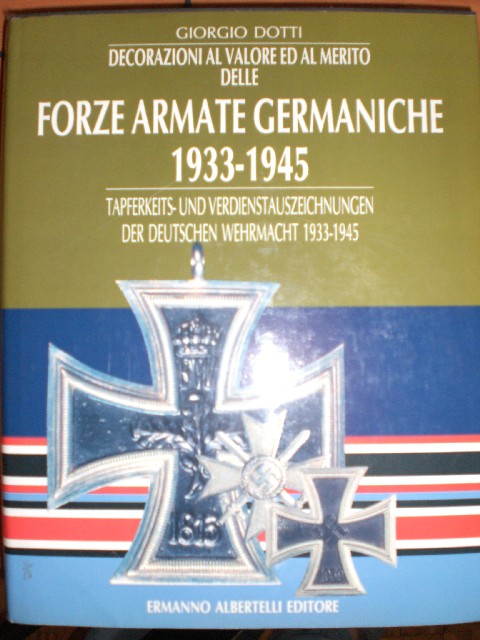 GIORGIO DOTTI
DECORAZIONI AL VALORE ED AL MERITO
DELLE
FORZE ARMATE GERMANICHE
1933-1945
TAPFERKEITS- UND VERDIENSTAUSZEICHNUNGEN
DER DEUTSCHEN WEHRMACHT 1933-1945
1813
ERMANNO ALBERTELLI EDITORE